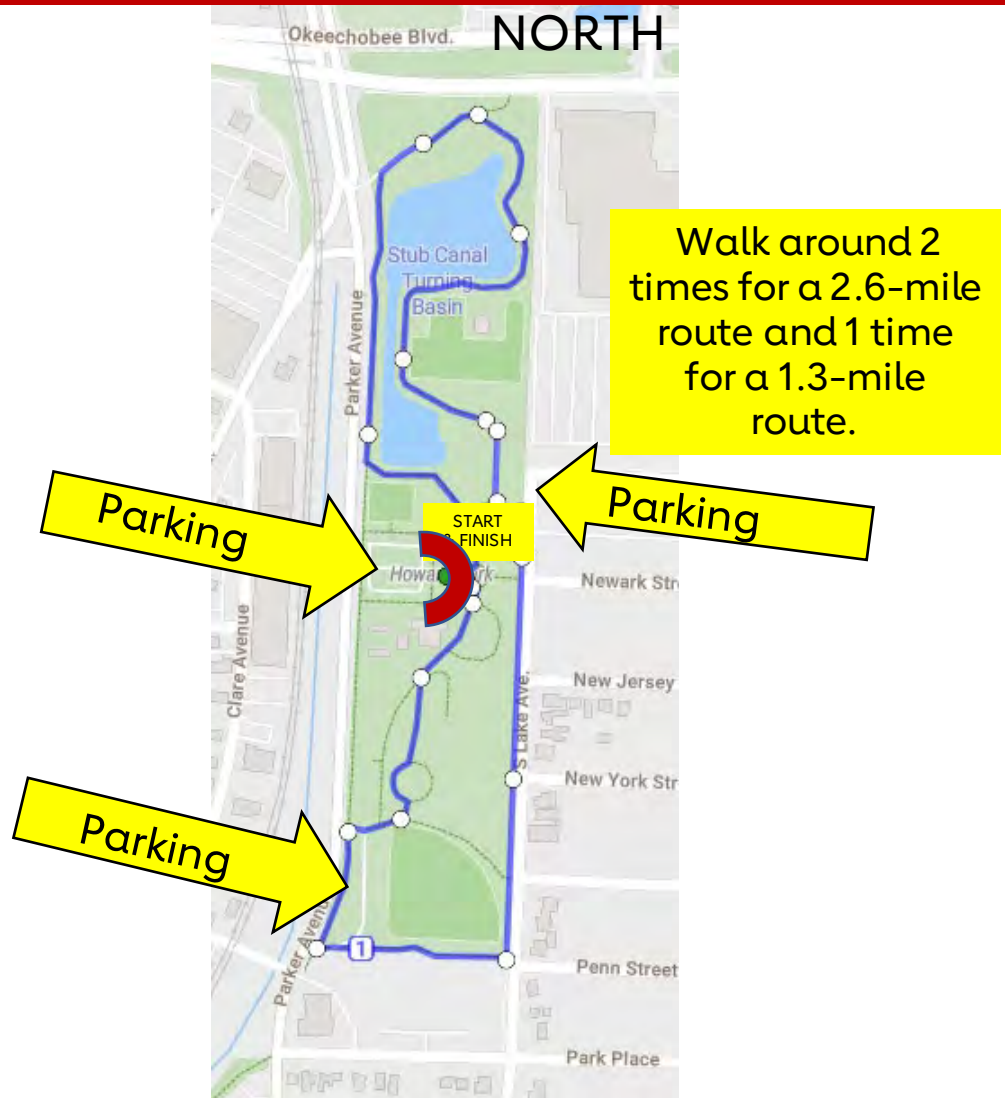 NORTH
Okeechobee Blvd.
Walk around 2
times for a 2.6-mile
route and 1 time
for a 1.3-mile
route.
Stub Canal
Turning
Basin
Parker Avenue
Parking
Parking
START
FINISH
Newark Str
Clare Avenue
New Jersey
S Lake Ave.
New York Str
Parking
Parker Avenue
1
Penn Street
Park Place